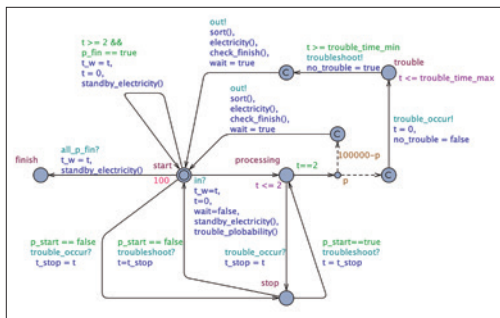 out!
sort(),
electricity(),
check_finish(),
wait = true
t >= 2 &&
p_fin == true
t_w = t,
t = 0,
standby_electricity()
t >= trouble_time_min
troubleshoot!
no_trouble = true
trouble
t <= trouble_time_max
C
out!
sort(),
electricity(),
check_finish(),
wait = true
trouble_occur!
t = 0,
no_trouble = false
C
finish
all_p_fin?
t_w = t,
standby_electricity()
start
100
in?
t_w=t,
t=0,
wait=false,
standby_electricity(),
trouble_plobability()
processing
t <= 2
t==2
100000-p
p
C
p_start == false
trouble_occur?
t_stop = t
p_start == false
troubleshoot?
t=t_stop
trouble_occur?
t_stop = t
stop
p_start==true
troubleshoot?
t = t_stop